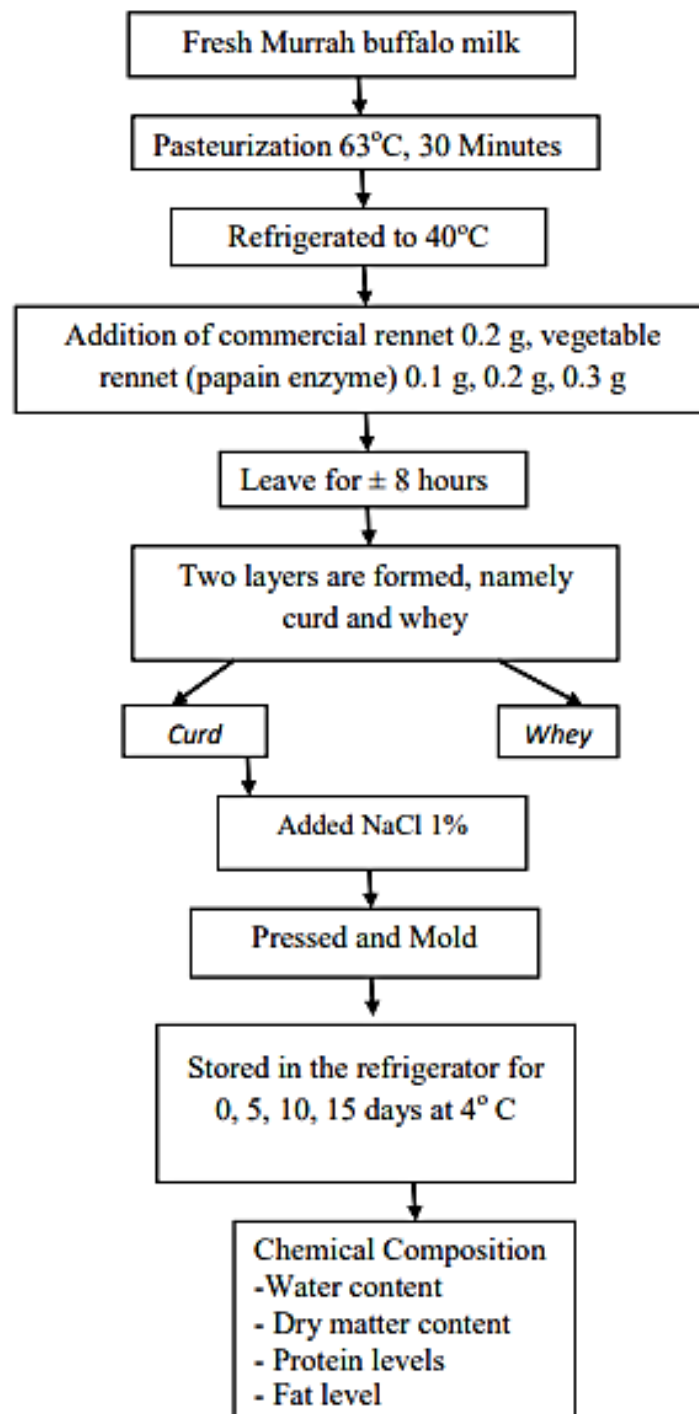 Fresh Murrah buffalo milk
Pasteurization 63°C, 30 Minutes
Refrigerated to 40°C
Addition of commercial rennet 0.2 g, vegetable
rennet (papain enzyme) 0.1 g, 0.2 g, 0.3 g
Leave for ± 8 hours
Two layers are formed, namely
curd and whey
Curd
Whey
Added NaCl 1%
Pressed and Mold
Stored in the refrigerator for
0, 5, 10, 15 days at 4° C
Chemical Composition
-Water content
- Dry matter content
- Protein levels
- Fat level